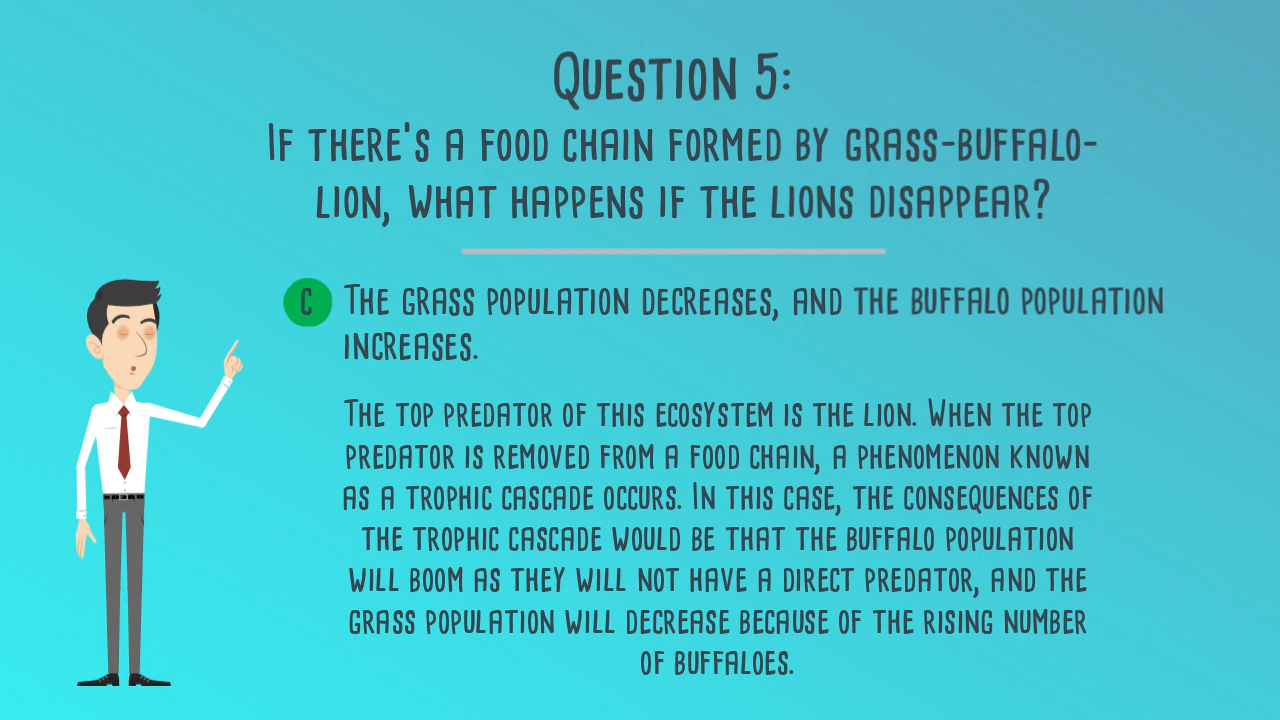 Question 5:
If there's a food chain formed by grass-buffalo-
lion, what happens if the lions disappear?
C The grass population decreases, and the buffalo population
increases.
The top predator of this ecosystem is the lion. When the top
predator is removed from a food chain, a phenomenon known
as a trophic cascade occurs. In this case, the consequences of
the trophic cascade would be that the buffalo population
will boom as they will not have a direct predator, and the
grass population will decrease because of the rising number
of buffaloes.